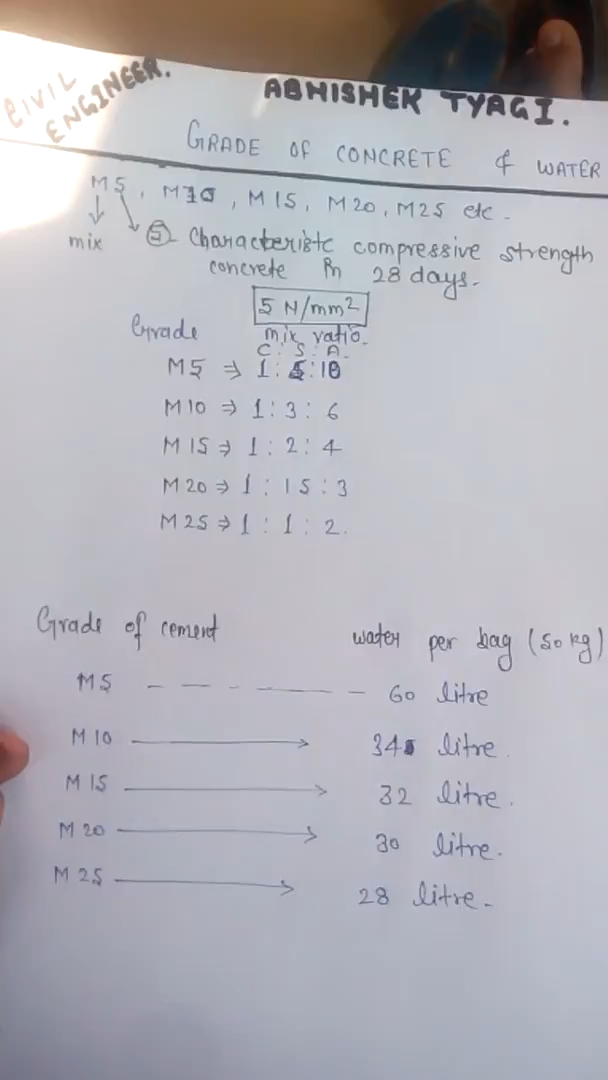 CIVIL
ENGINEER.
ABHISHEK TYAGI.
GRADE OF CONCRETE & WATER
M5, M10, M15, M20, M25 etc.
mix
5 Characteristc compressive strength
concrete in 28 days.
5 N/mm2
Grade mix ratio.
C : S : A.
M5 ⇒ 1 : 5 : 10
M10 ⇒ 1 : 3 : 6
M15 ⇒ 1 : 2 : 4
M20 ⇒ 1 : 15 : 3
M25 ⇒ 1 : 1 : 2.
Grade of cement water per bag (50 kg)
M5 60 litre
M10 34 litre.
M15 32 litre.
M20 30 litre.
M25 28 litre.